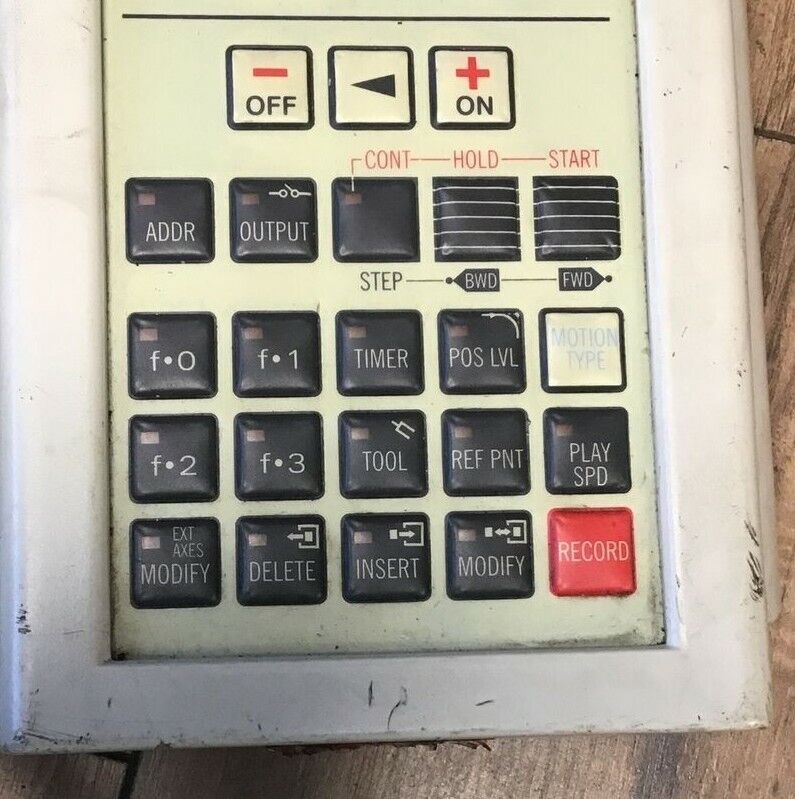 − ◀ +
OFF ON
CONT HOLD START
ADDR OUTPUT
STEP BWD FWD
f•0 f•1 TIMER POS LVL MOTION TYPE
f•2 f•3 TOOL REF PNT PLAY SPD
EXT AXES MODIFY DELETE INSERT MODIFY RECORD